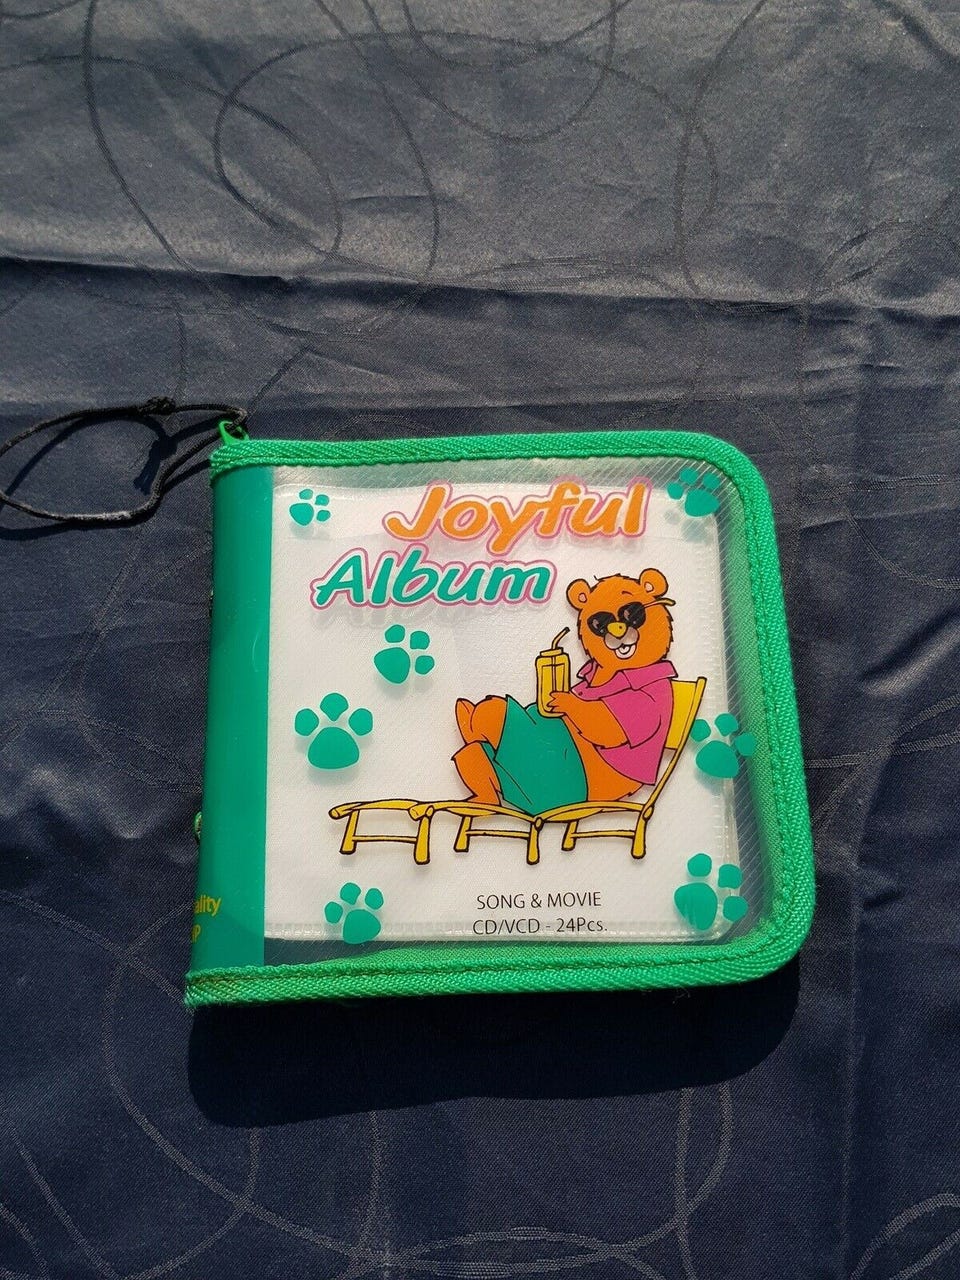 Joyful
Album
SONG & MOVIE
CD/VCD - 24Pcs.